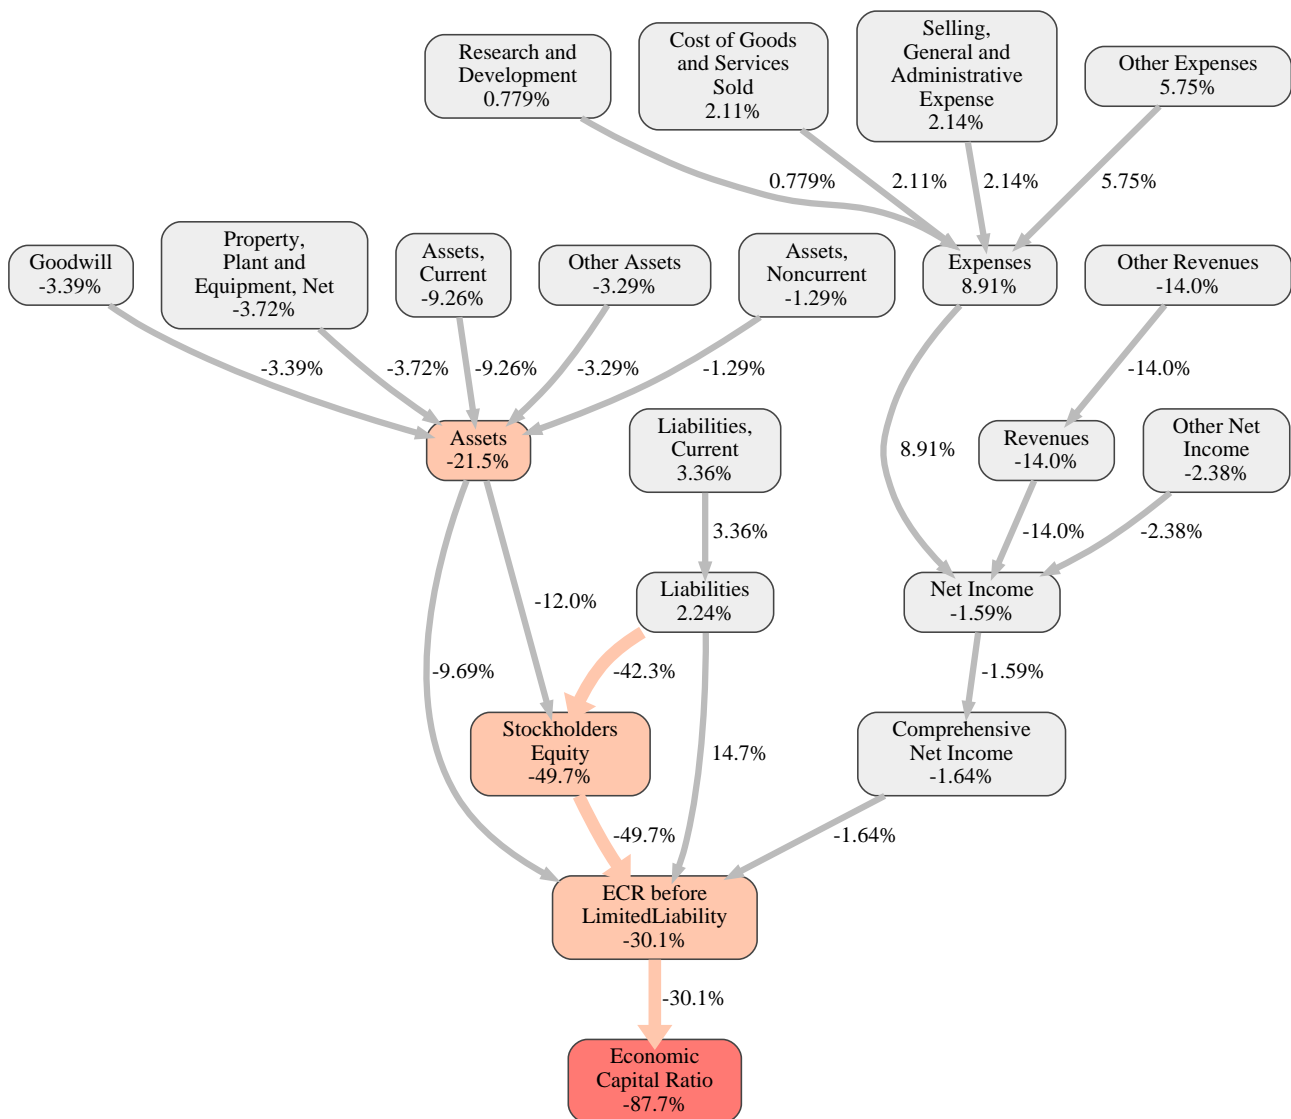 Research and
Development
0.779%
Cost of Goods
and Services
Sold
2.11%
Selling,
General and
Administrative
Expense
2.14%
Other Expenses
5.75%
0.779%
2.11%
2.14%
5.75%
Goodwill
-3.39%
Property,
Plant and
Equipment, Net
-3.72%
Assets,
Current
-9.26%
Other Assets
-3.29%
Assets,
Noncurrent
-1.29%
Expenses
8.91%
Other Revenues
-14.0%
-3.39%
-3.72%
-9.26%
-3.29%
-1.29%
-14.0%
Assets
-21.5%
Liabilities,
Current
3.36%
8.91%
Revenues
-14.0%
Other Net
Income
-2.38%
3.36%
-14.0%
-2.38%
-12.0%
Liabilities
2.24%
Net Income
-1.59%
-9.69%
-42.3%
-1.59%
Stockholders
Equity
-49.7%
14.7%
Comprehensive
Net Income
-1.64%
-49.7%
-1.64%
ECR before
LimitedLiability
-30.1%
-30.1%
Economic
Capital Ratio
-87.7%